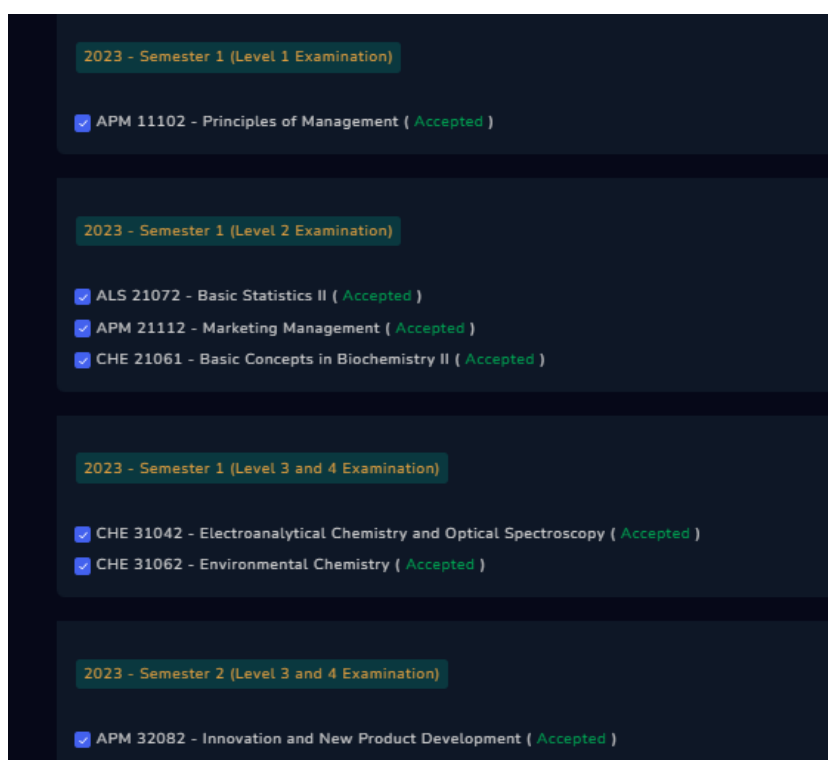 2023 - Semester 1 (Level 1 Examination)
APM 11102 - Principles of Management ( Accepted )
2023 - Semester 1 (Level 2 Examination)
ALS 21072 - Basic Statistics II ( Accepted )
APM 21112 - Marketing Management ( Accepted )
CHE 21061 - Basic Concepts in Biochemistry II ( Accepted )
2023 - Semester 1 (Level 3 and 4 Examination)
CHE 31042 - Electroanalytical Chemistry and Optical Spectroscopy ( Accepted )
CHE 31062 - Environmental Chemistry ( Accepted )
2023 - Semester 2 (Level 3 and 4 Examination)
APM 32082 - Innovation and New Product Development ( Accepted )